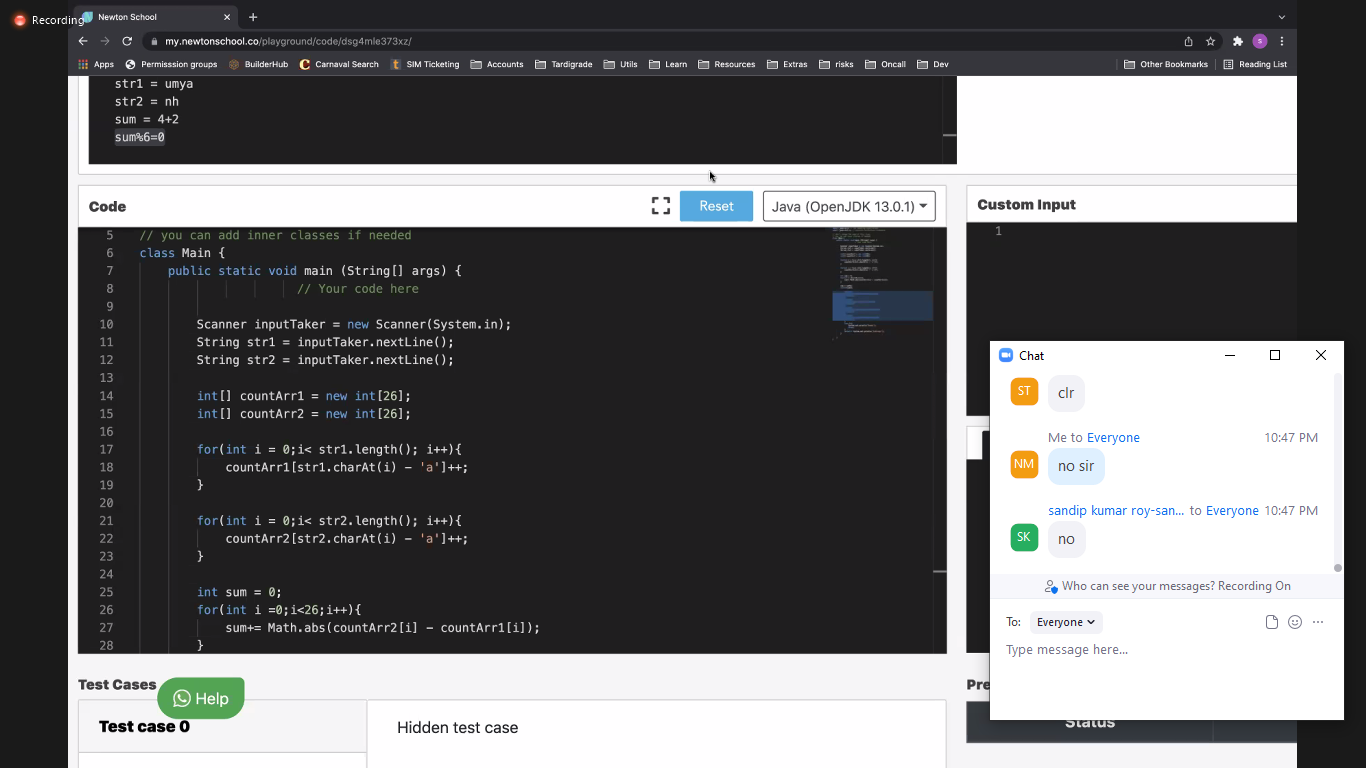 Recording
Newton School
my.newtonschool.co/playground/code/dsg4mle373xz/
S
Apps Permisssion groups BuilderHub Carnaval Search SIM Ticketing Accounts Tardigrade Utils Learn Resources Extras risks Oncall Dev Other Bookmarks Reading List
str1 = umya
str2 = nh
sum = 4+2
sum%6=0
Code Reset Java (OpenJDK 13.0.1)
Custom Input
1
5 // you can add inner classes if needed
6 class Main {
7 public static void main (String[] args) {
8 // Your code here
9
10 Scanner inputTaker = new Scanner(System.in);
11 String str1 = inputTaker.nextLine();
12 String str2 = inputTaker.nextLine();
13
14 int[] countArr1 = new int[26];
15 int[] countArr2 = new int[26];
16
17 for(int i = 0;i< str1.length(); i++){
18 countArr1[str1.charAt(i) - 'a']++;
19 }
20
21 for(int i = 0;i< str2.length(); i++){
22 countArr2[str2.charAt(i) - 'a']++;
23 }
24
25 int sum = 0;
26 for(int i =0;i<26;i++){
27 sum+= Math.abs(countArr2[i] - countArr1[i]);
28 }
Test Cases
Help
Test case 0
Hidden test case
Pre
Status
Chat
ST
clr
Me to Everyone 10:47 PM
NM
no sir
sandip kumar roy-san... to Everyone 10:47 PM
SK
no
Who can see your messages? Recording On
To: Everyone
Type message here...